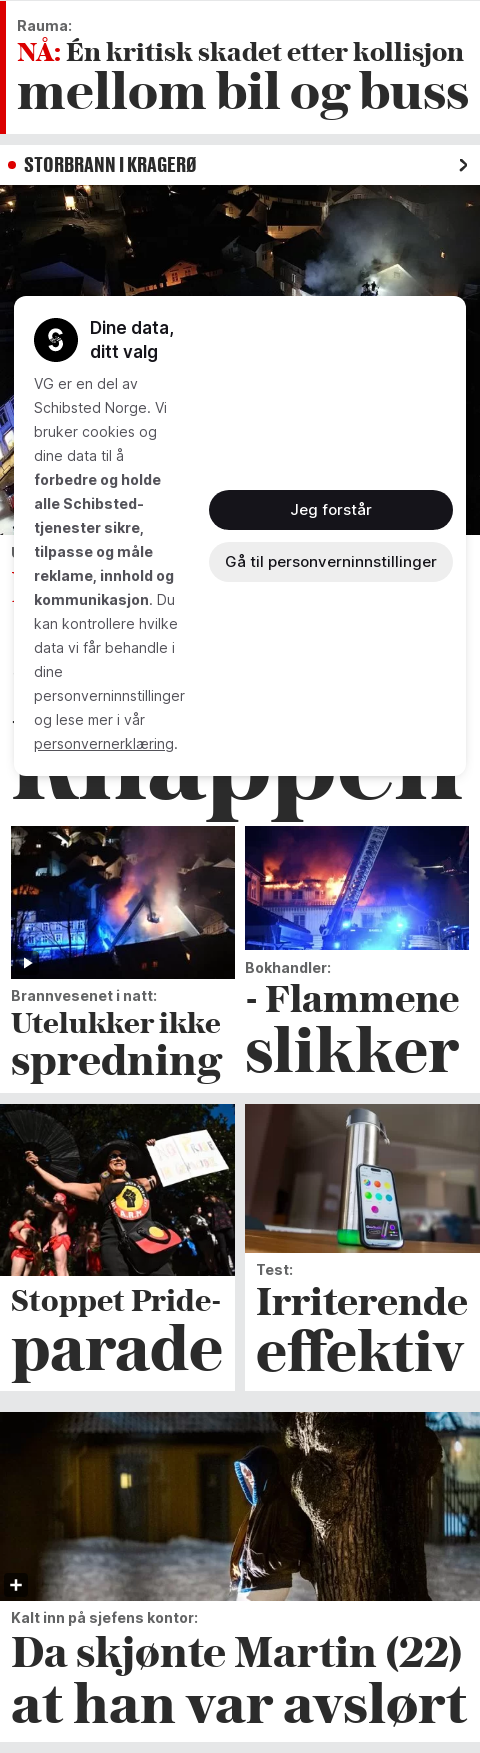 Rauma:
NÅ: Én kritisk skadet etter kollisjon
mellom bil og buss
STORBRANN I KRAGERØ
Dine data,
ditt valg
VG er en del av
Schibsted Norge. Vi
bruker cookies og
dine data til å
forbedre og holde
alle Schibsted-
tjenester sikre,
tilpasse og måle
reklame, innhold og
kommunikasjon. Du
kan kontrollere hvilke
data vi får behandle i
dine
personverninnstillinger
og lese mer i vår
personvernerklæring.
Jeg forstår
Gå til personverninnstillinger
knappen
Brannvesenet i natt:
Utelukker ikke
spredning
Bokhandler:
- Flammene
slikker
Stoppet Pride-
parade
Test:
Irriterende
effektiv
Kalt inn på sjefens kontor:
Da skjønte Martin (22)
at han var avslørt